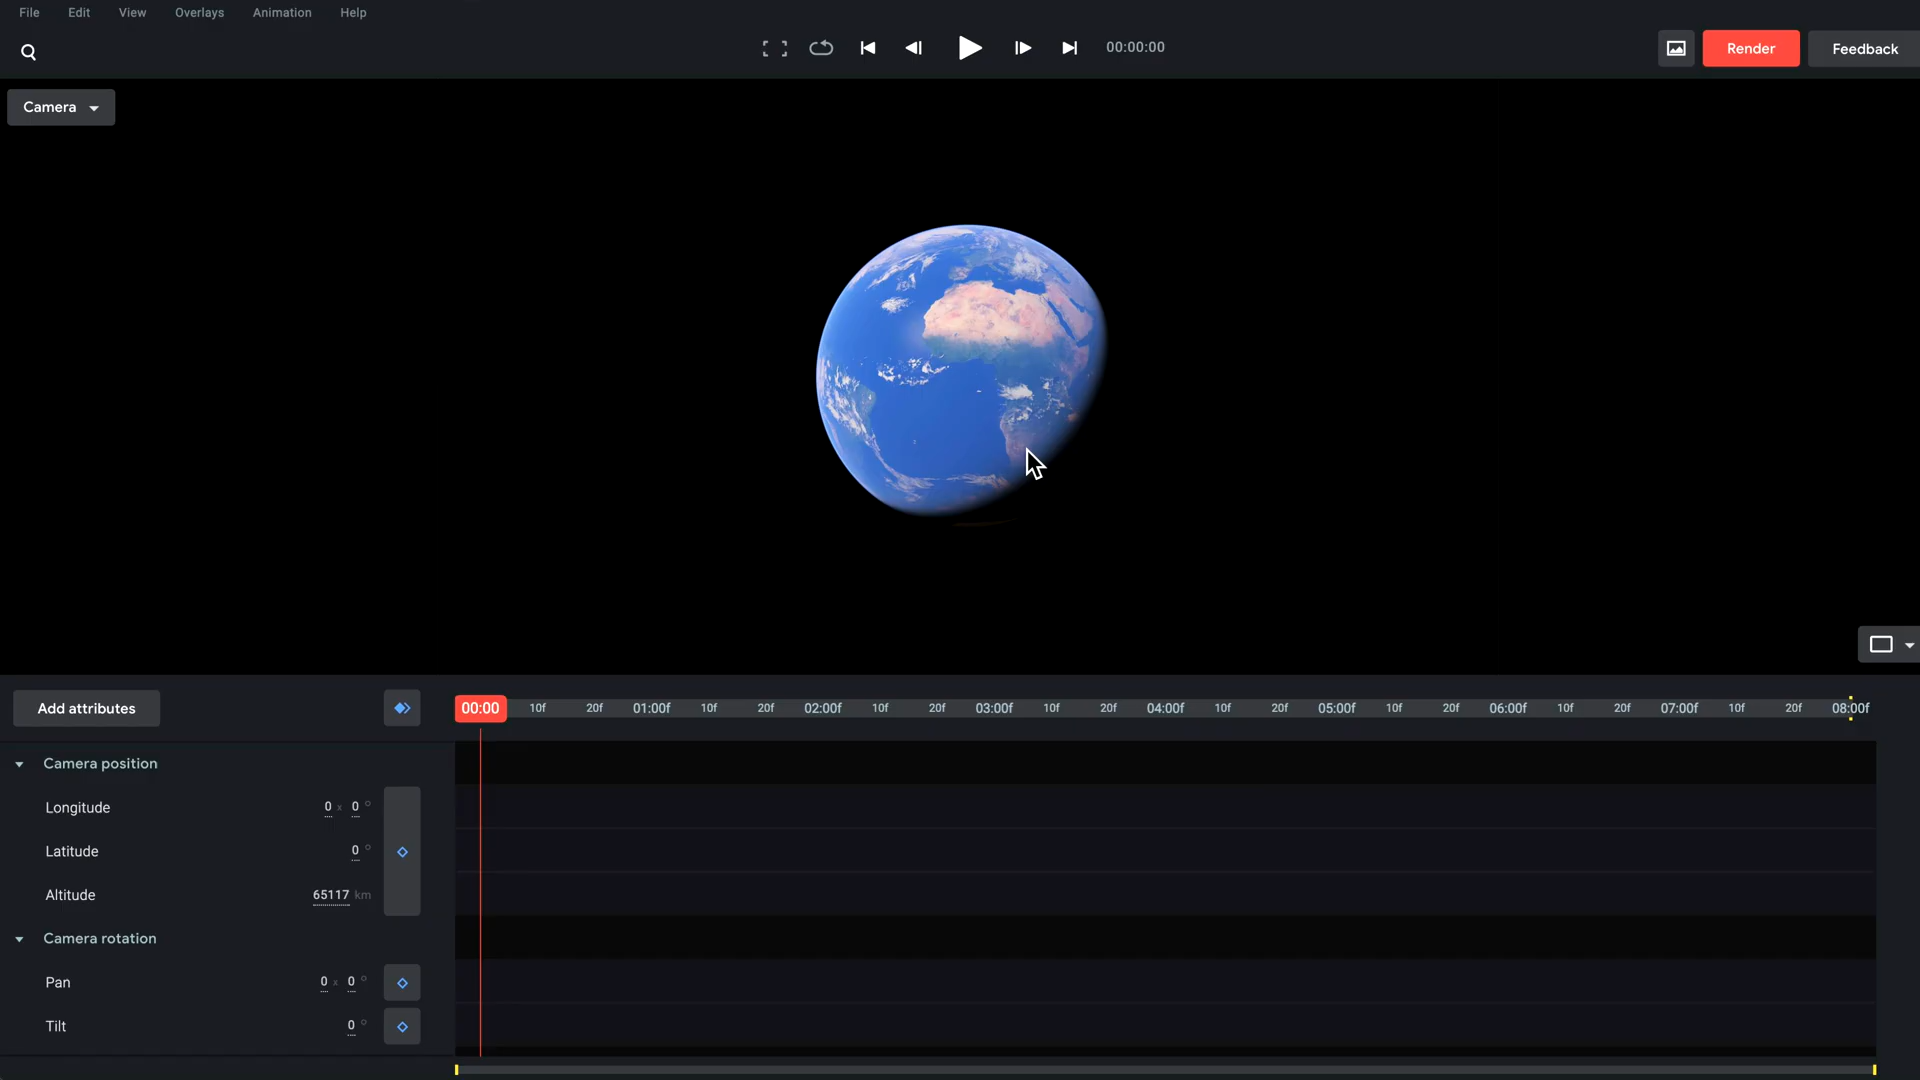 File Edit View Overlays Animation Help
00:00:00
Render
Feedback
Camera
Add attributes
00:00 10f 20f 01:00f 10f 20f 02:00f 10f 20f 03:00f 10f 20f 04:00f 10f 20f 05:00f 10f 20f 06:00f 10f 20f 07:00f 10f 20f 08:00f
Camera position
Longitude 0 x 0 °
Latitude 0 °
Altitude 65117 km
Camera rotation
Pan 0 x 0 °
Tilt 0 °